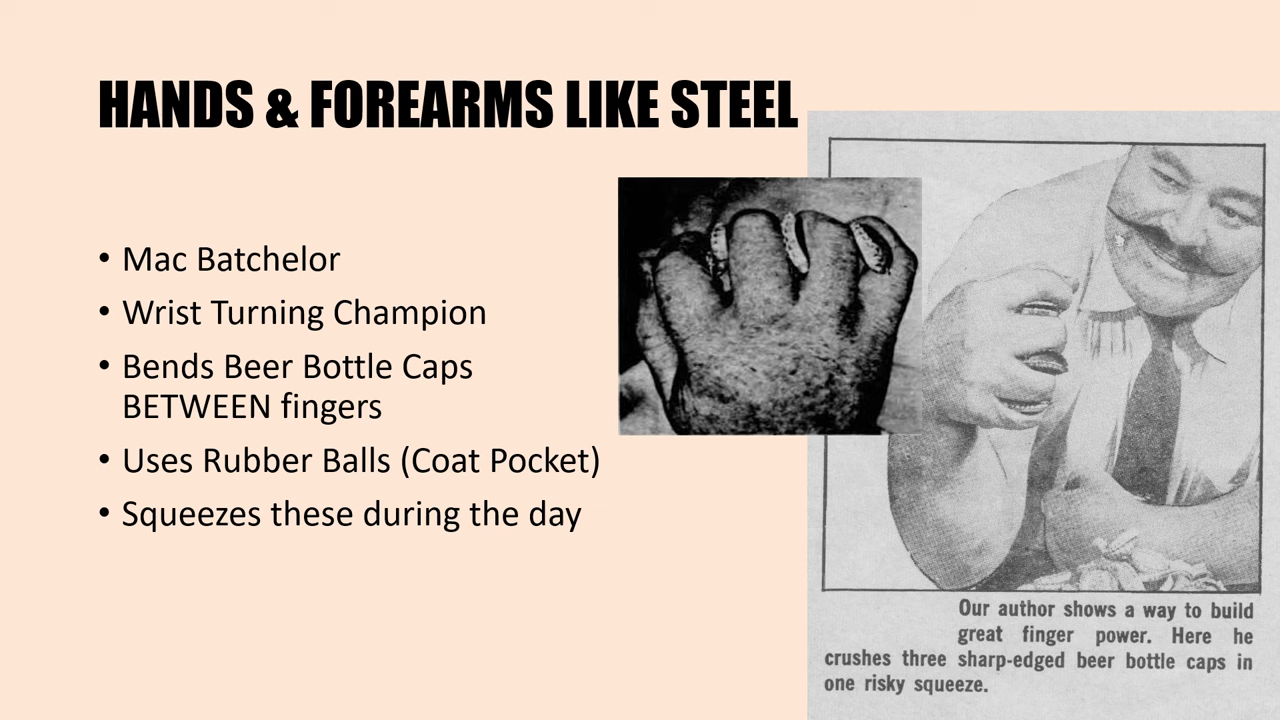 HANDS & FOREARMS LIKE STEEL
• Mac Batchelor
• Wrist Turning Champion
• Bends Beer Bottle Caps
BETWEEN fingers
• Uses Rubber Balls (Coat Pocket)
• Squeezes these during the day
Our author shows a way to build
great finger power. Here he
crushes three sharp-edged beer bottle caps in
one risky squeeze.